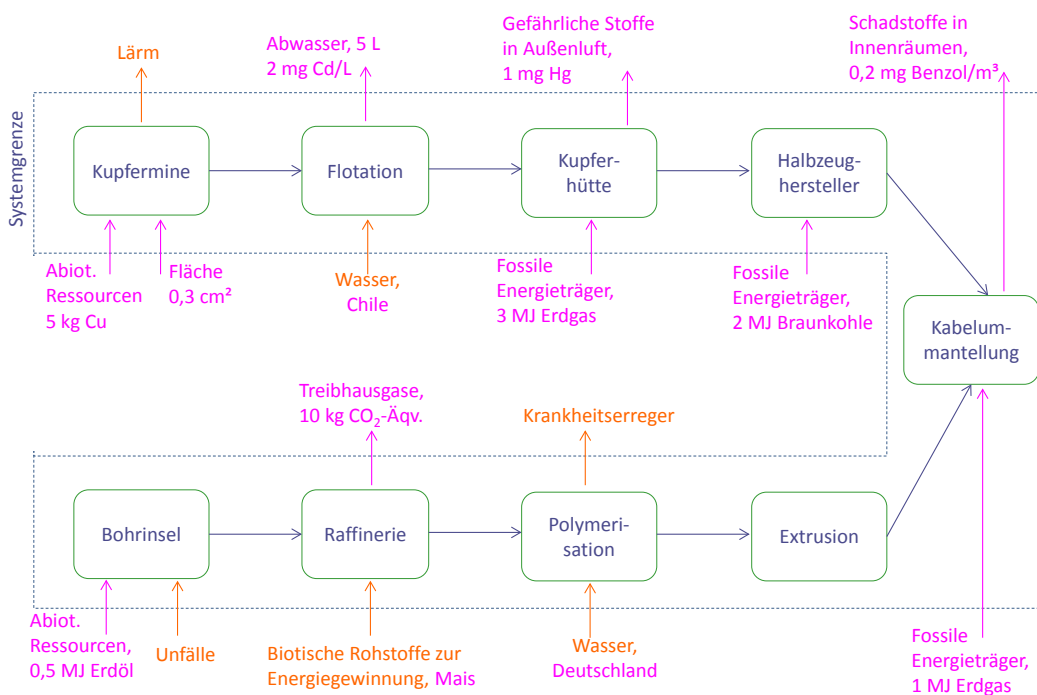 Lärm
Abwasser, 5 L
2 mg Cd/L
Gefährliche Stoffe
in Außenluft,
1 mg Hg
Schadstoffe in
Innenräumen,
0,2 mg Benzol/m³
Systemgrenze
Kupfermine
Flotation
Kupfer-
hütte
Halbzeug-
hersteller
Abiot.
Ressourcen
5 kg Cu
Fläche
0,3 cm²
Wasser,
Chile
Fossile
Energieträger,
3 MJ Erdgas
Fossile
Energieträger,
2 MJ Braunkohle
Kabelum-
mantellung
Treibhausgase,
10 kg CO₂-Äqv.
Krankheitserreger
Bohrinsel
Raffinerie
Polymeri-
sation
Extrusion
Abiot.
Ressourcen,
0,5 MJ Erdöl
Unfälle
Biotische Rohstoffe zur
Energiegewinnung, Mais
Wasser,
Deutschland
Fossile
Energieträger,
1 MJ Erdgas